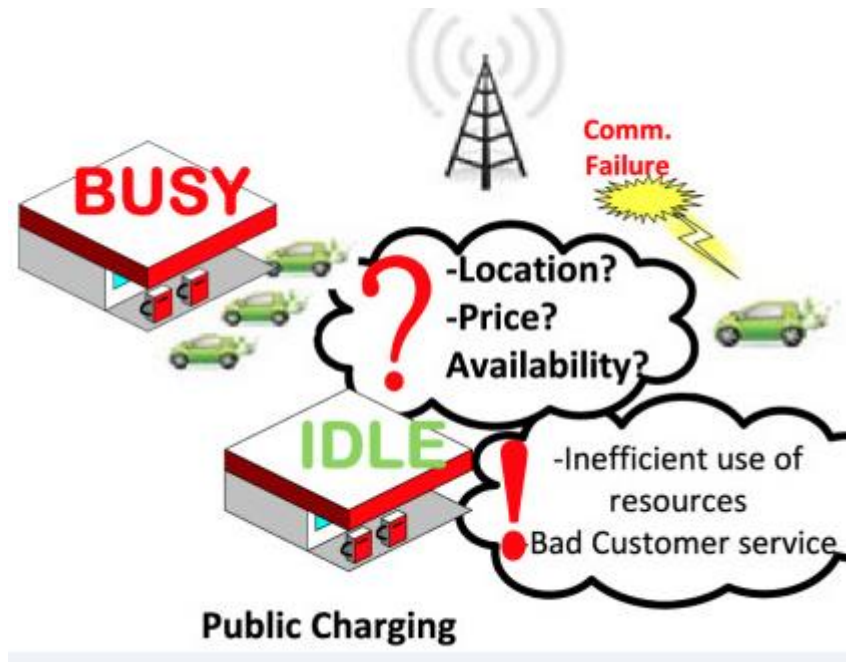 Comm.
Failure
BUSY
?
-Location?
-Price?
Availability?
IDLE
!
-Inefficient use of
resources
-Bad Customer service
Public Charging